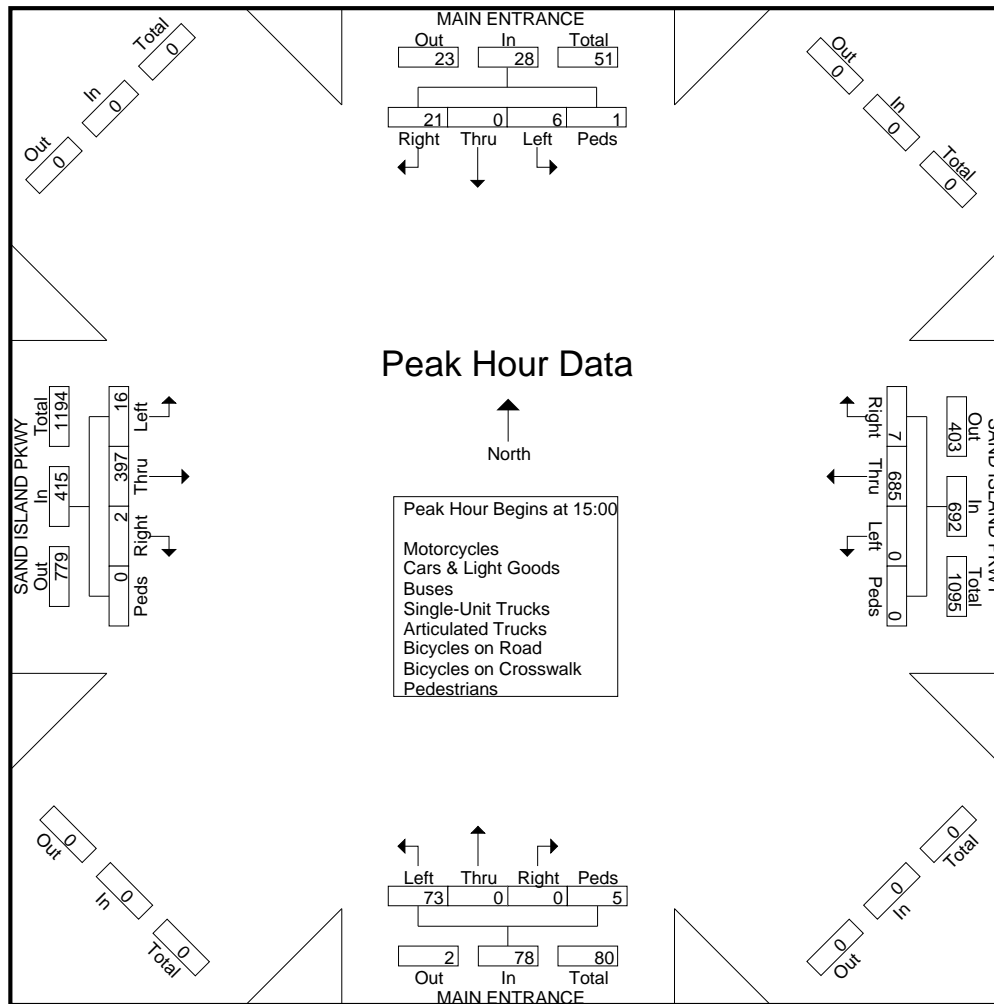 MAIN ENTRANCE
Out In Total
23 28 51
21 0 6 1
Right Thru Left Peds
Total
0
In
0
Out
0
Out
0
In
0
Total
0
Peak Hour Data
North
Peak Hour Begins at 15:00
Motorcycles
Cars & Light Goods
Buses
Single-Unit Trucks
Articulated Trucks
Bicycles on Road
Bicycles on Crosswalk
Pedestrians
SAND ISLAND PKWY
Out In Total
779 415 1194
0 2 397 16
Peds Right Thru Left
SAND ISLAND PKWY
Out In Total
403 692 1095
7 685 0 0
Right Thru Left Peds
Out
0
In
0
Total
0
Total
0
In
0
Out
0
Left Thru Right Peds
73 0 0 5
2 78 80
Out In Total
MAIN ENTRANCE